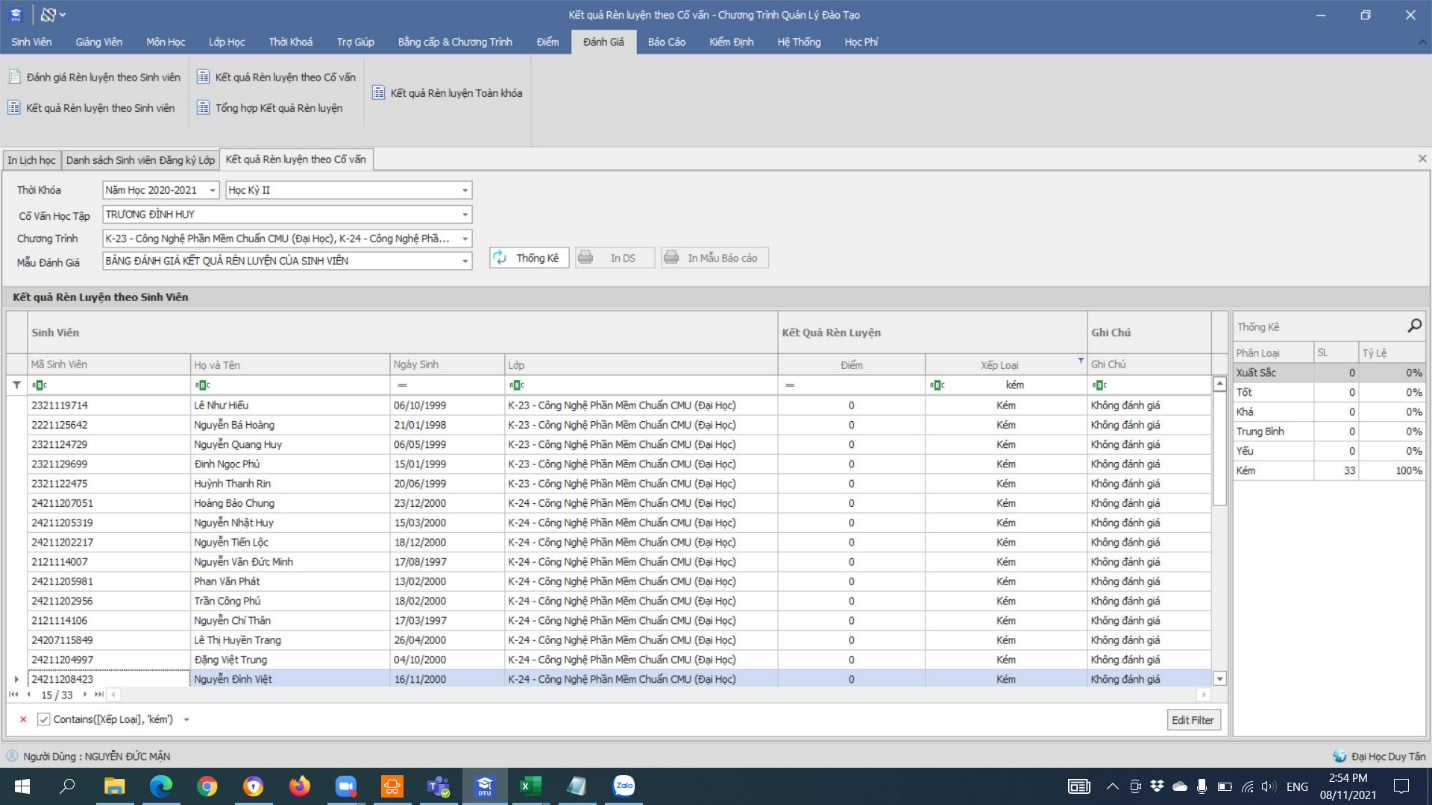 Kết quả Rèn luyện theo Cố vấn - Chương Trình Quản Lý Đào Tạo
Sinh Viên Giảng Viên Môn Học Lớp Học Thời Khoá Trợ Giúp Bằng cấp & Chương Trình Điểm Đánh Giá Báo Cáo Kiểm Định Hệ Thống Học Phí
Đánh giá Rèn luyện theo Sinh viên Kết quả Rèn luyện theo Cố vấn
Kết quả Rèn luyện Toàn khóa
Kết quả Rèn luyện theo Sinh viên Tổng hợp Kết quả Rèn luyện
In Lịch học Danh sách Sinh viên Đăng ký Lớp Kết quả Rèn luyện theo Cố vấn
Thời Khóa Năm Học 2020-2021 Học Kỳ II
Cố Vấn Học Tập TRƯƠNG ĐÌNH HUY
Chương Trình K-23 - Công Nghệ Phần Mềm Chuẩn CMU (Đại Học), K-24 - Công Nghệ Phầ...
Mẫu Đánh Giá BẢNG ĐÁNH GIÁ KẾT QUẢ RÈN LUYỆN CỦA SINH VIÊN Thống Kê In DS In Mẫu Báo cáo
Kết quả Rèn Luyện theo Sinh Viên
Sinh Viên Kết Quả Rèn Luyện Ghi Chú Thống Kê
Mã Sinh Viên Họ và Tên Ngày Sinh Lớp Điểm Xếp Loại Ghi Chú
Phân Loại SL Tỷ Lệ
kém
Xuất Sắc 0 0%
Tốt 0 0%
Khá 0 0%
Trung Bình 0 0%
Yếu 0 0%
Kém 33 100%
2321119714 Lê Như Hiếu 06/10/1999 K-23 - Công Nghệ Phần Mềm Chuẩn CMU (Đại Học) 0 Kém Không đánh giá
2221125642 Nguyễn Bá Hoàng 21/01/1998 K-23 - Công Nghệ Phần Mềm Chuẩn CMU (Đại Học) 0 Kém Không đánh giá
2321124729 Nguyễn Quang Huy 06/05/1999 K-23 - Công Nghệ Phần Mềm Chuẩn CMU (Đại Học) 0 Kém Không đánh giá
2321129699 Đinh Ngọc Phú 15/01/1999 K-23 - Công Nghệ Phần Mềm Chuẩn CMU (Đại Học) 0 Kém Không đánh giá
2321122475 Huỳnh Thanh Rin 20/06/1999 K-23 - Công Nghệ Phần Mềm Chuẩn CMU (Đại Học) 0 Kém Không đánh giá
24211207051 Hoàng Bảo Chung 23/12/2000 K-24 - Công Nghệ Phần Mềm Chuẩn CMU (Đại Học) 0 Kém Không đánh giá
24211205319 Nguyễn Nhật Huy 15/03/2000 K-24 - Công Nghệ Phần Mềm Chuẩn CMU (Đại Học) 0 Kém Không đánh giá
24211202217 Nguyễn Tiến Lộc 18/12/2000 K-24 - Công Nghệ Phần Mềm Chuẩn CMU (Đại Học) 0 Kém Không đánh giá
2121114007 Nguyễn Văn Đức Minh 17/08/1997 K-24 - Công Nghệ Phần Mềm Chuẩn CMU (Đại Học) 0 Kém Không đánh giá
24211205981 Phan Văn Phát 13/02/2000 K-24 - Công Nghệ Phần Mềm Chuẩn CMU (Đại Học) 0 Kém Không đánh giá
24211202956 Trần Công Phú 18/02/2000 K-24 - Công Nghệ Phần Mềm Chuẩn CMU (Đại Học) 0 Kém Không đánh giá
2121114106 Nguyễn Chí Thân 17/03/1997 K-24 - Công Nghệ Phần Mềm Chuẩn CMU (Đại Học) 0 Kém Không đánh giá
24207115849 Lê Thị Huyền Trang 26/04/2000 K-24 - Công Nghệ Phần Mềm Chuẩn CMU (Đại Học) 0 Kém Không đánh giá
24211204997 Đặng Việt Trung 04/10/2000 K-24 - Công Nghệ Phần Mềm Chuẩn CMU (Đại Học) 0 Kém Không đánh giá
24211208423 Nguyễn Đình Việt 16/11/2000 K-24 - Công Nghệ Phần Mềm Chuẩn CMU (Đại Học) 0 Kém Không đánh giá
15 / 33
Contains([Xếp Loại], 'kém') Edit Filter
Người Dùng : NGUYỄN ĐỨC MẬN Đại Học Duy Tân
DTU Zalo ENG 2:54 PM
08/11/2021